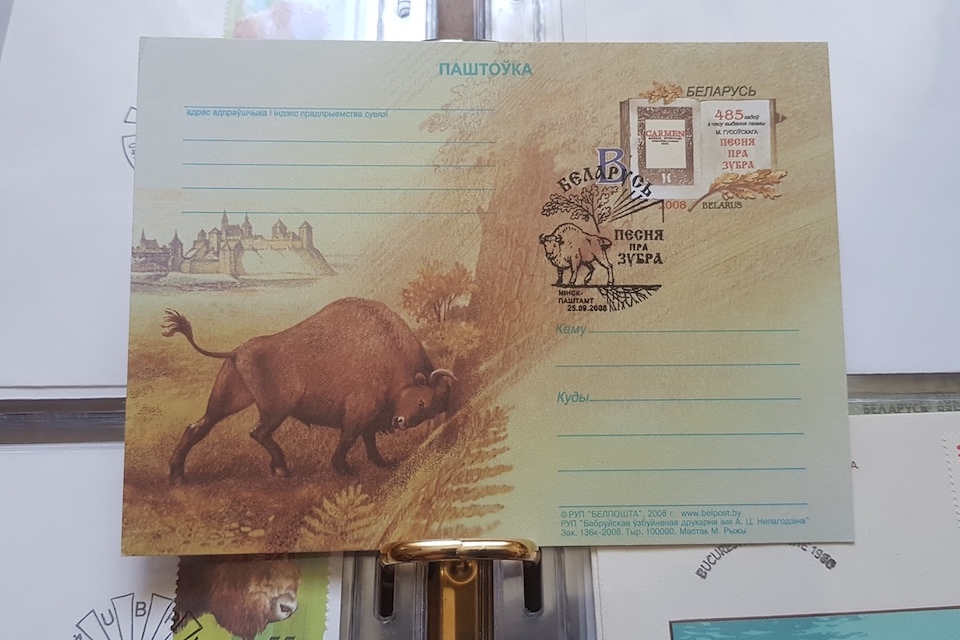 ПАШТОЎКА
адрас адпраўшчыка і індэкс прадпрыемства сувязі
БЕЛАРУСЬ
485 гадоў
з часу выдання паэмы
М. ГУСОЎСКАГА
ПЕСНЯ
ПРА
ЗУБРА
CARMEN
B
2008 BELARUS
БЕЛАРУСЬ
ПЕСНЯ
ПРА
ЗУБРА
МІНСК-
ПАШТАМТ
25.09.2008
Каму
Куды
© РУП "БЕЛПОШТА", 2008 г. www.belpost.by
РУП "Бабруйская ўзбуйненая друкарня імя А. Ц. Непагодзіна"
Зак. 136к-2008. Тыр. 100000. Мастак М. Рыжы
БЕЛАРУСЬ